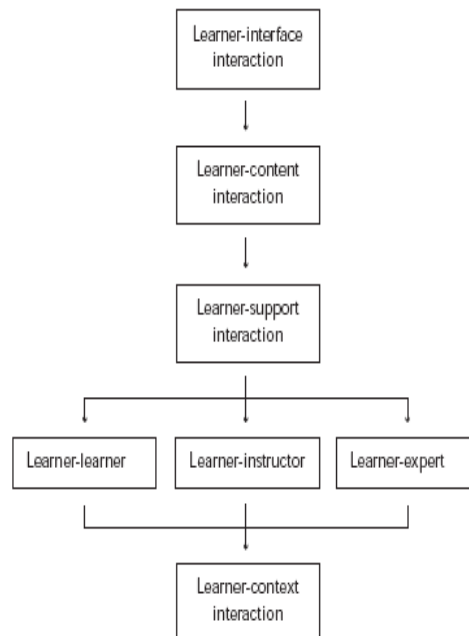 Learner-interface
interaction
Learner-content
interaction
Learner-support
interaction
Learner-learner
Learner-instructor
Learner-expert
Learner-context
interaction